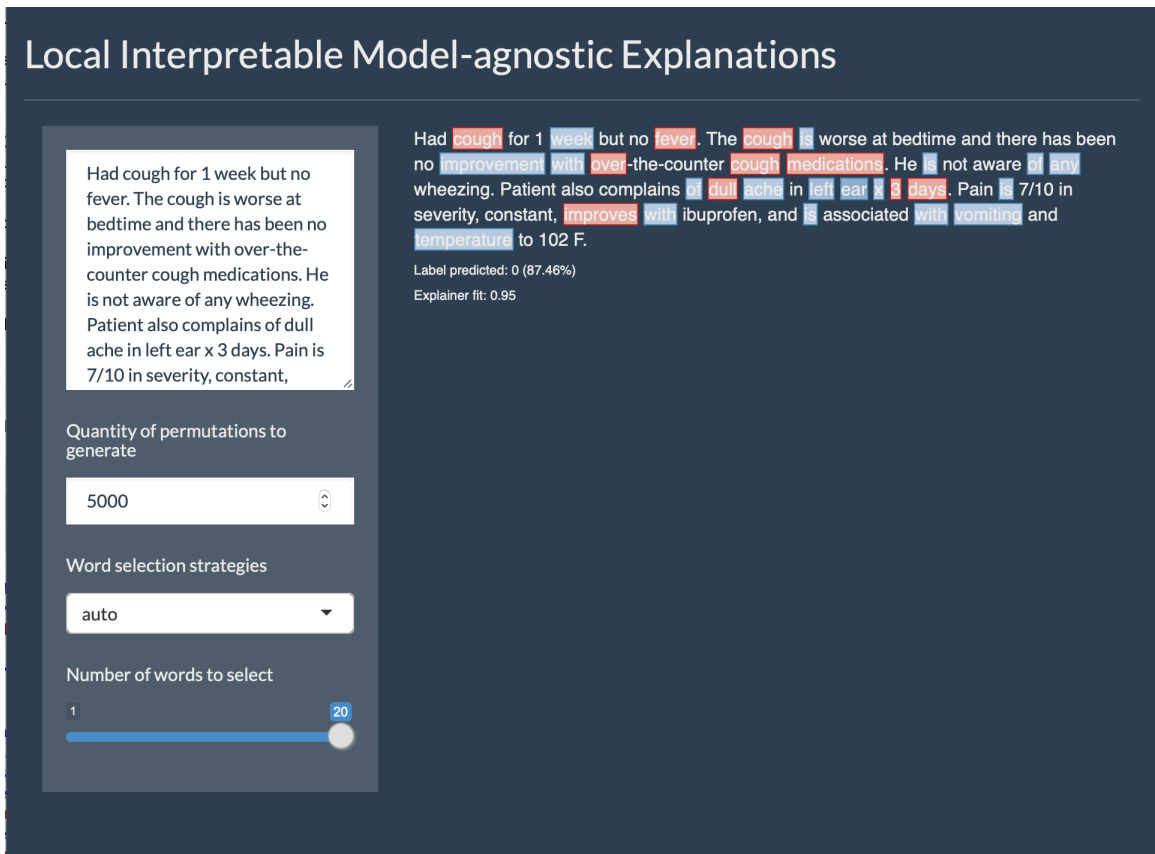 Local Interpretable Model-agnostic Explanations
Had cough for 1 week but no
fever. The cough is worse at
bedtime and there has been no
improvement with over-the-
counter cough medications. He
is not aware of any wheezing.
Patient also complains of dull
ache in left ear x 3 days. Pain is
7/10 in severity, constant,
Quantity of permutations to
generate
5000
Word selection strategies
auto
Number of words to select
1
20
Had cough for 1 week but no fever. The cough is worse at bedtime and there has been
no improvement with over-the-counter cough medications. He is not aware of any
wheezing. Patient also complains of dull ache in left ear x 3 days. Pain is 7/10 in
severity, constant, improves with ibuprofen, and is associated with vomiting and
temperature to 102 F.
Label predicted: 0 (87.46%)
Explainer fit: 0.95